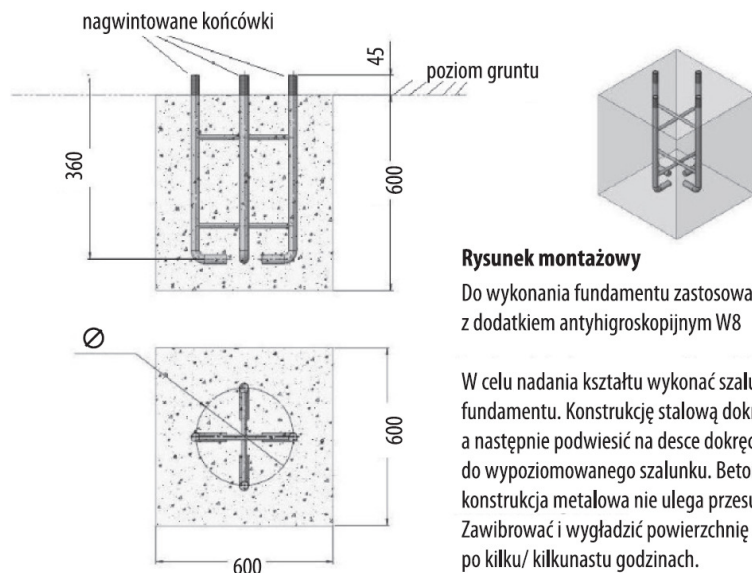 nagwintowane końcówki
45
poziom gruntu
360
600
Rysunek montażowy
Do wykonania fundamentu zastosowa
z dodatkiem antyhigroskopijnym W8
W celu nadania kształtu wykonać szalu
fundamentu. Konstrukcję stalową dokr
a następnie podwiesić na desce dokręc
do wypoziomowanego szalunku. Beto
konstrukcja metalowa nie ulega przesu
Zawibrować i wygładzić powierzchnię
po kilku/ kilkunastu godzinach.
Ø
600
600